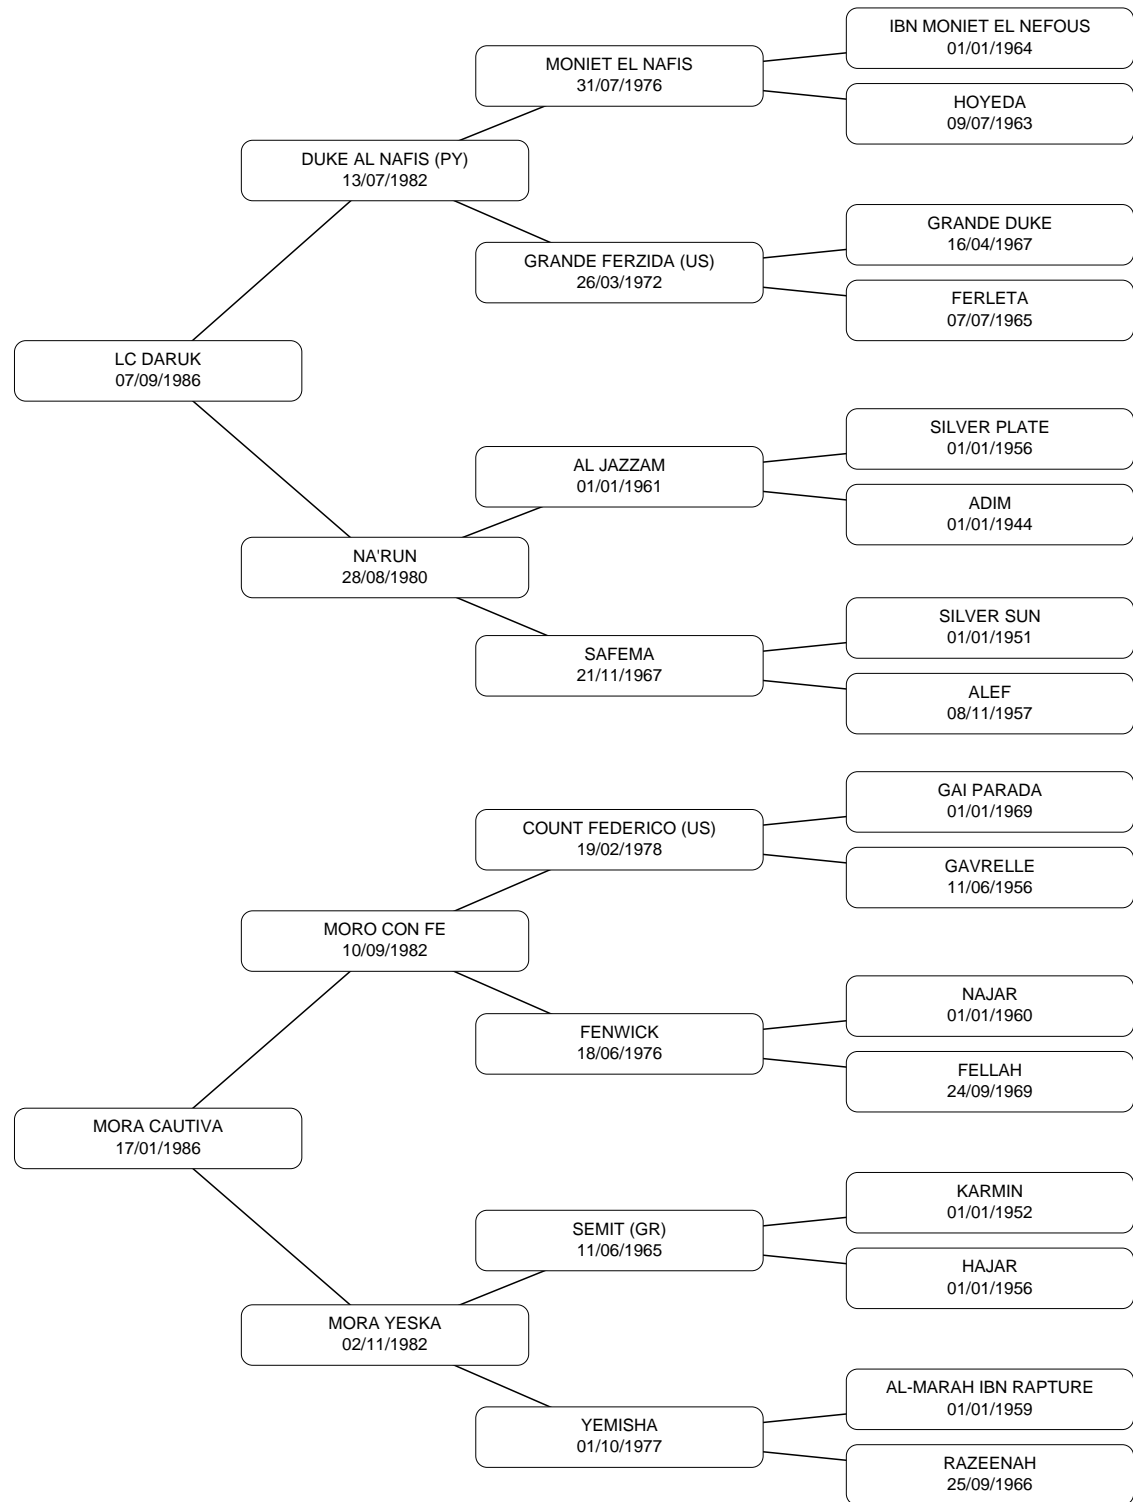 IBN MONIET EL NEFOUS
01/01/1964
MONIET EL NAFIS
31/07/1976
HOYEDA
09/07/1963
DUKE AL NAFIS (PY)
13/07/1982
GRANDE DUKE
16/04/1967
GRANDE FERZIDA (US)
26/03/1972
FERLETA
07/07/1965
LC DARUK
07/09/1986
SILVER PLATE
01/01/1956
AL JAZZAM
01/01/1961
ADIM
01/01/1944
NA'RUN
28/08/1980
SILVER SUN
01/01/1951
SAFEMA
21/11/1967
ALEF
08/11/1957
GAI PARADA
01/01/1969
COUNT FEDERICO (US)
19/02/1978
GAVRELLE
11/06/1956
MORO CON FE
10/09/1982
NAJAR
01/01/1960
FENWICK
18/06/1976
FELLAH
24/09/1969
MORA CAUTIVA
17/01/1986
KARMIN
01/01/1952
SEMIT (GR)
11/06/1965
HAJAR
01/01/1956
MORA YESKA
02/11/1982
AL-MARAH IBN RAPTURE
01/01/1959
YEMISHA
01/10/1977
RAZEENAH
25/09/1966